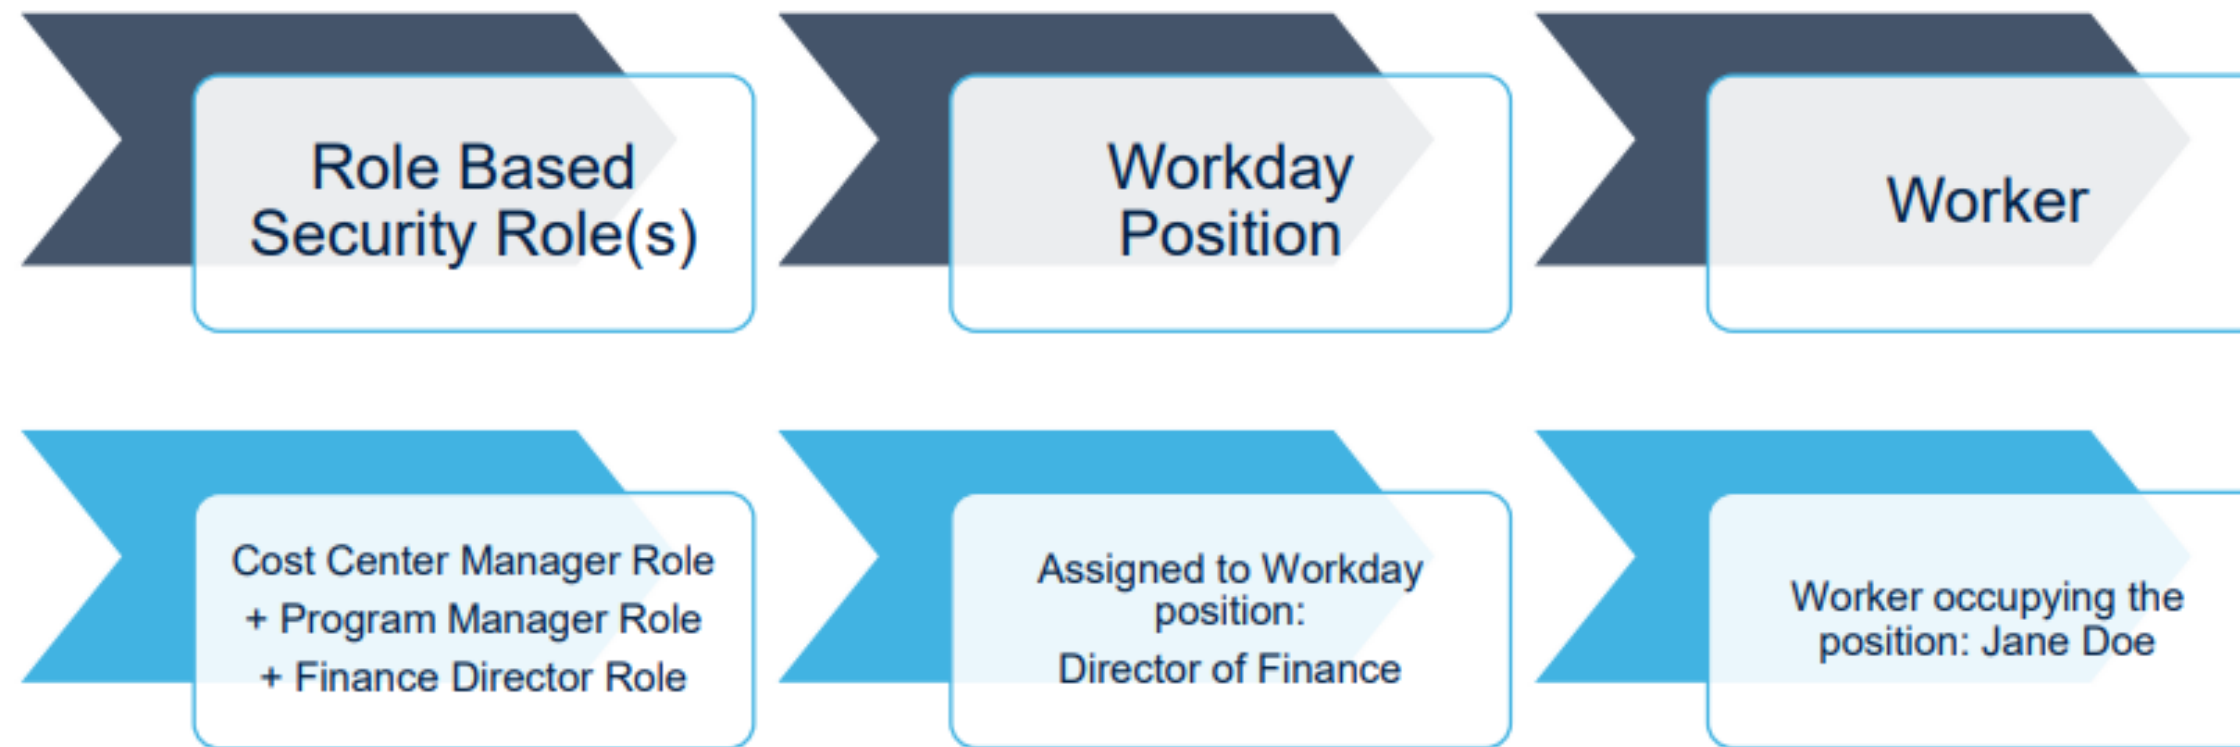 Role Based
Security Role(s)
Workday
Position
Worker
Cost Center Manager Role
+ Program Manager Role
+ Finance Director Role
Assigned to Workday
position:
Director of Finance
Worker occupying the
position: Jane Doe